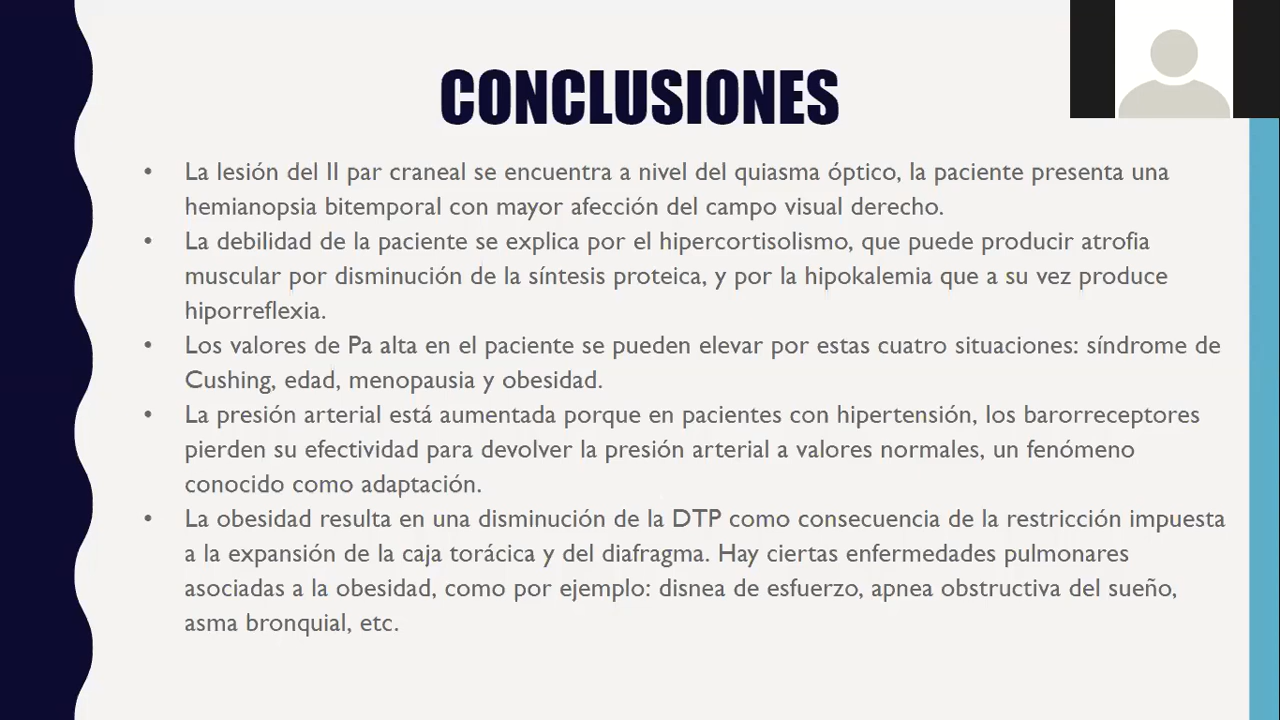 CONCLUSIONES
• La lesión del II par craneal se encuentra a nivel del quiasma óptico, la paciente presenta una
hemianopsia bitemporal con mayor afección del campo visual derecho.
• La debilidad de la paciente se explica por el hipercortisolismo, que puede producir atrofia
muscular por disminución de la síntesis proteica, y por la hipokalemia que a su vez produce
hiporreflexia.
• Los valores de Pa alta en el paciente se pueden elevar por estas cuatro situaciones: síndrome de
Cushing, edad, menopausia y obesidad.
• La presión arterial está aumentada porque en pacientes con hipertensión, los barorreceptores
pierden su efectividad para devolver la presión arterial a valores normales, un fenómeno
conocido como adaptación.
• La obesidad resulta en una disminución de la DTP como consecuencia de la restricción impuesta
a la expansión de la caja torácica y del diafragma. Hay ciertas enfermedades pulmonares
asociadas a la obesidad, como por ejemplo: disnea de esfuerzo, apnea obstructiva del sueño,
asma bronquial, etc.